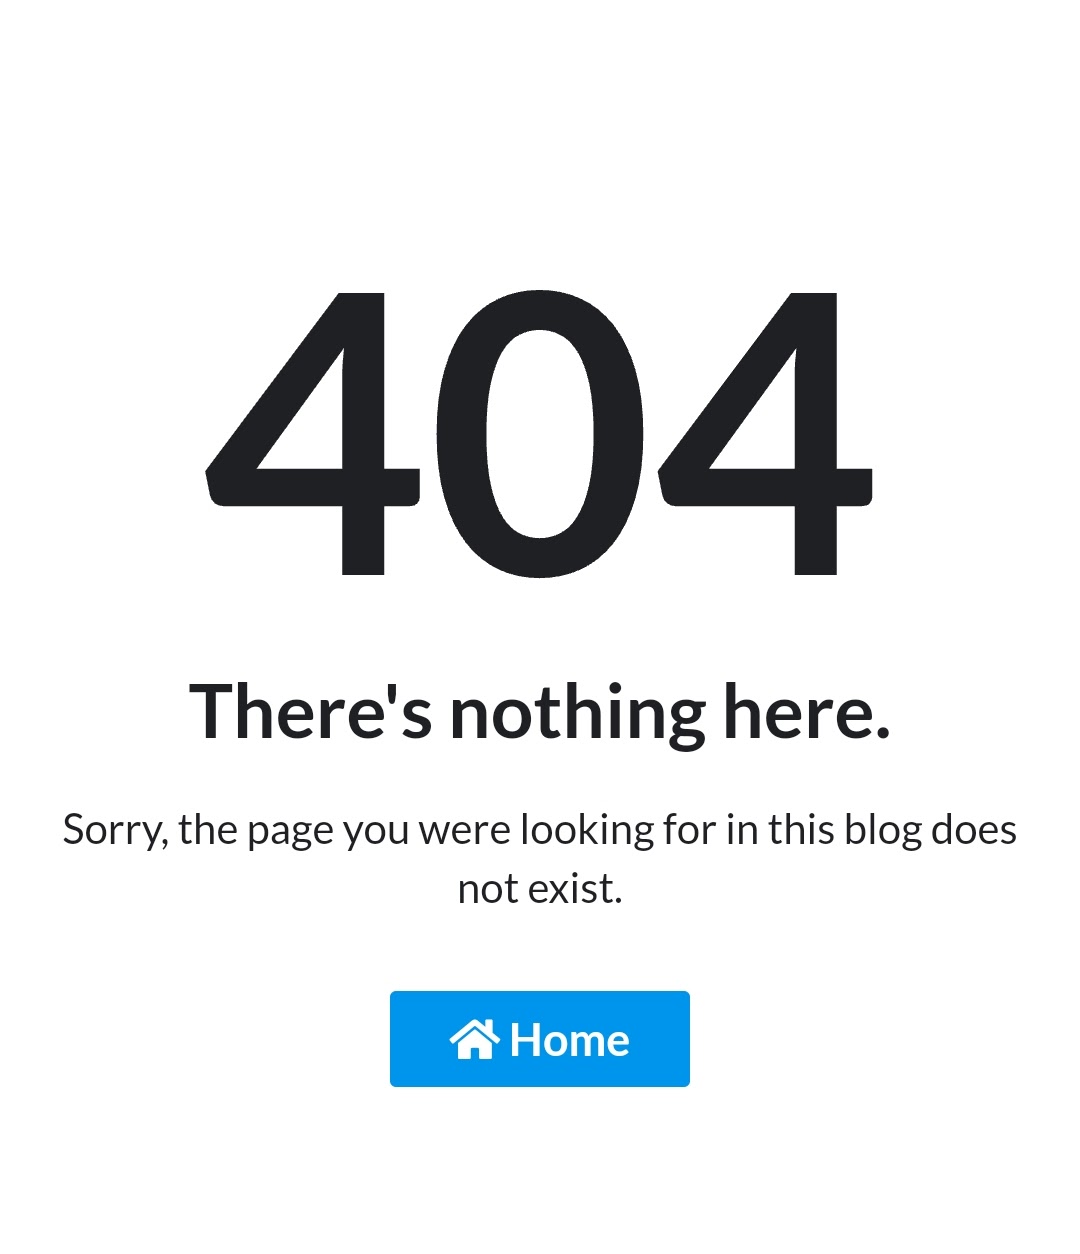 404
There's nothing here.
Sorry, the page you were looking for in this blog does
not exist.
Home